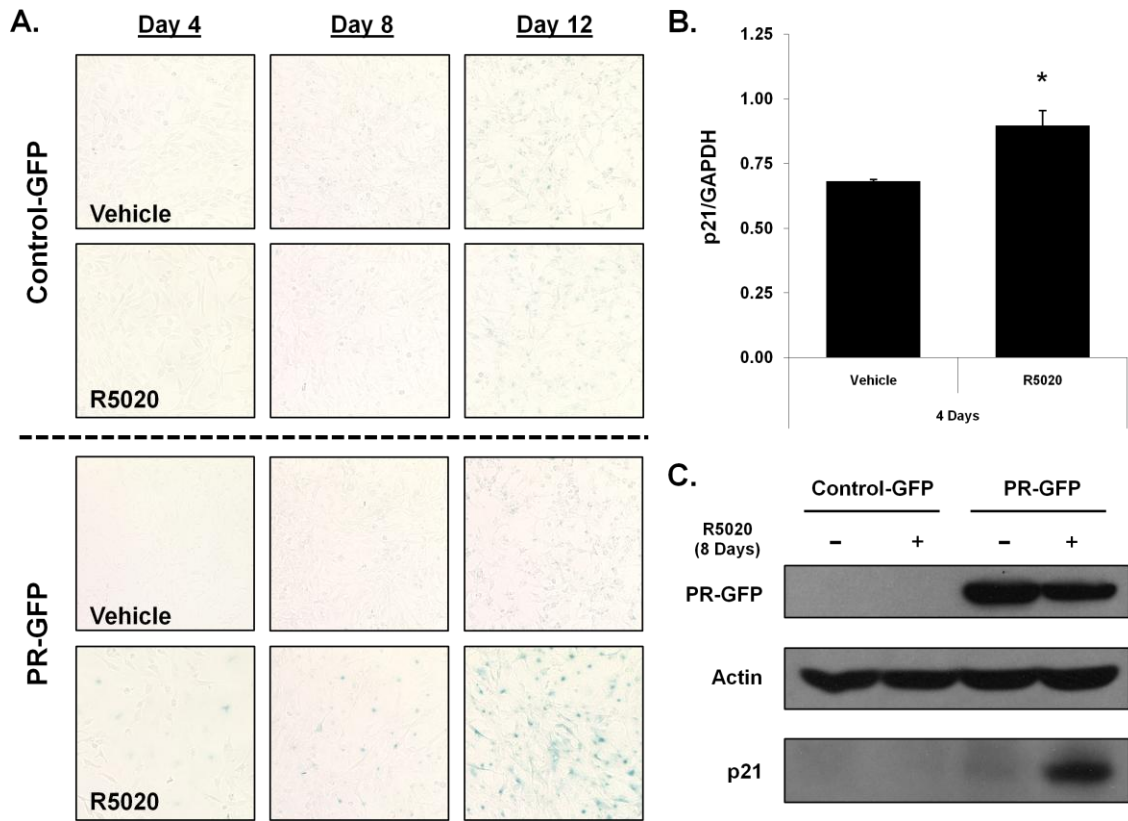 A.
Day 4 Day 8 Day 12
Control-GFP
Vehicle
R5020
PR-GFP
Vehicle
R5020
B.
p21/GAPDH
1.25
1.00
0.75
0.50
0.25
0.00
*
Vehicle R5020
4 Days
C.
Control-GFP PR-GFP
R5020
(8 Days)
– + – +
PR-GFP
Actin
p21